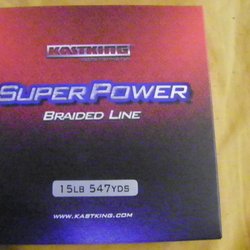 KASTKING
SUPER POWER
BRAIDED LINE
15LB 547YDS
WWW.KASTKING.COM